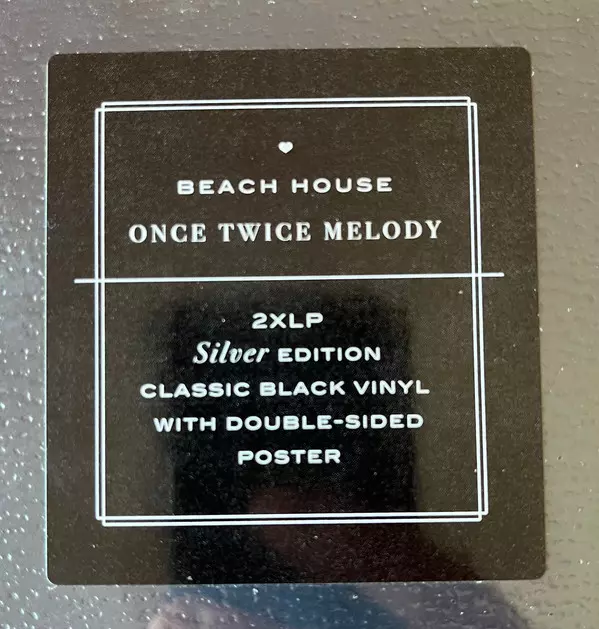 BEACH HOUSE
ONCE TWICE MELODY
2XLP
Silver EDITION
CLASSIC BLACK VINYL
WITH DOUBLE-SIDED
POSTER